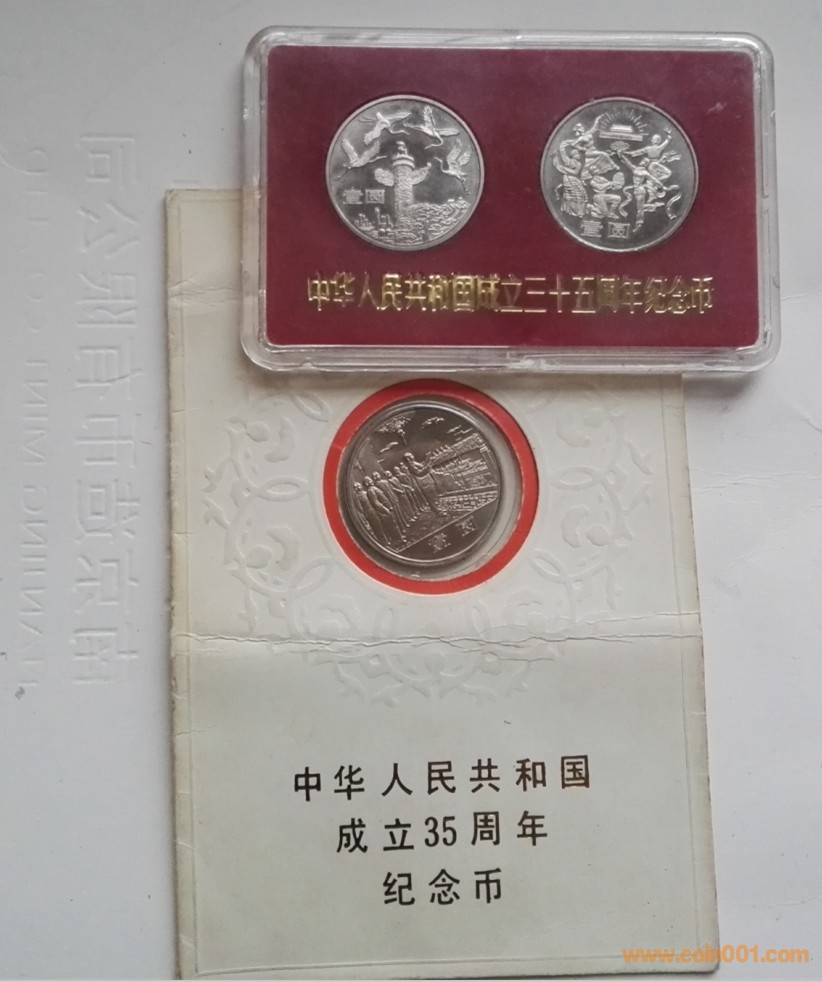 壹圆
壹圆
中华人民共和国成立三十五周年纪念币
壹圆
中华人民共和国
成立35周年
纪念币
www.coin001.com